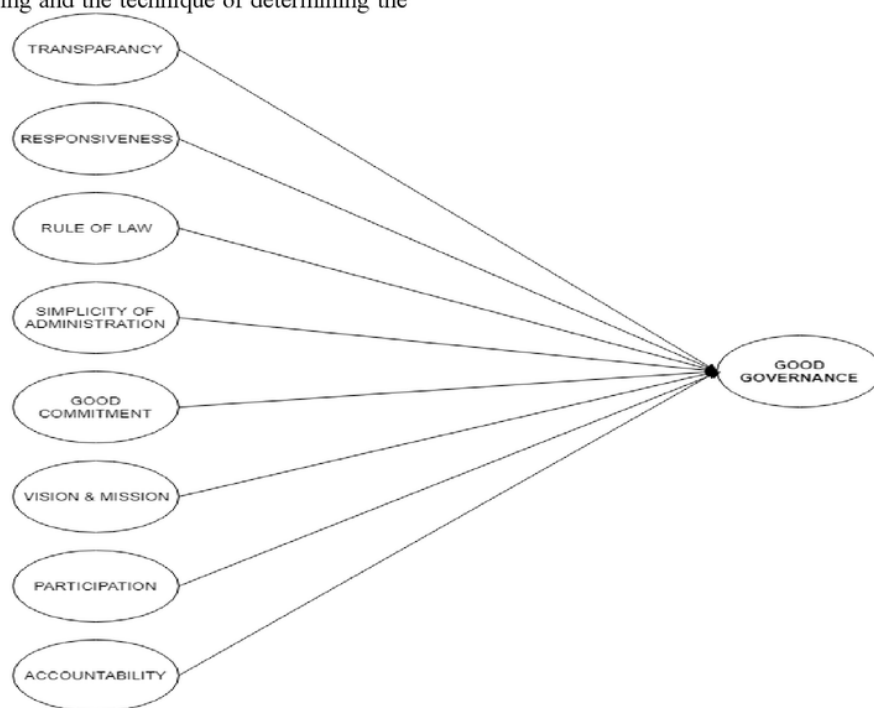 ing and the technique of determining the
TRANSPARANCY
RESPONSIVENESS
RULE OF LAW
SIMPLICITY OF
ADMINISTRATION
GOOD
COMMITMENT
VISION & MISSION
PARTICIPATION
ACCOUNTABILITY
GOOD
GOVERNANCE